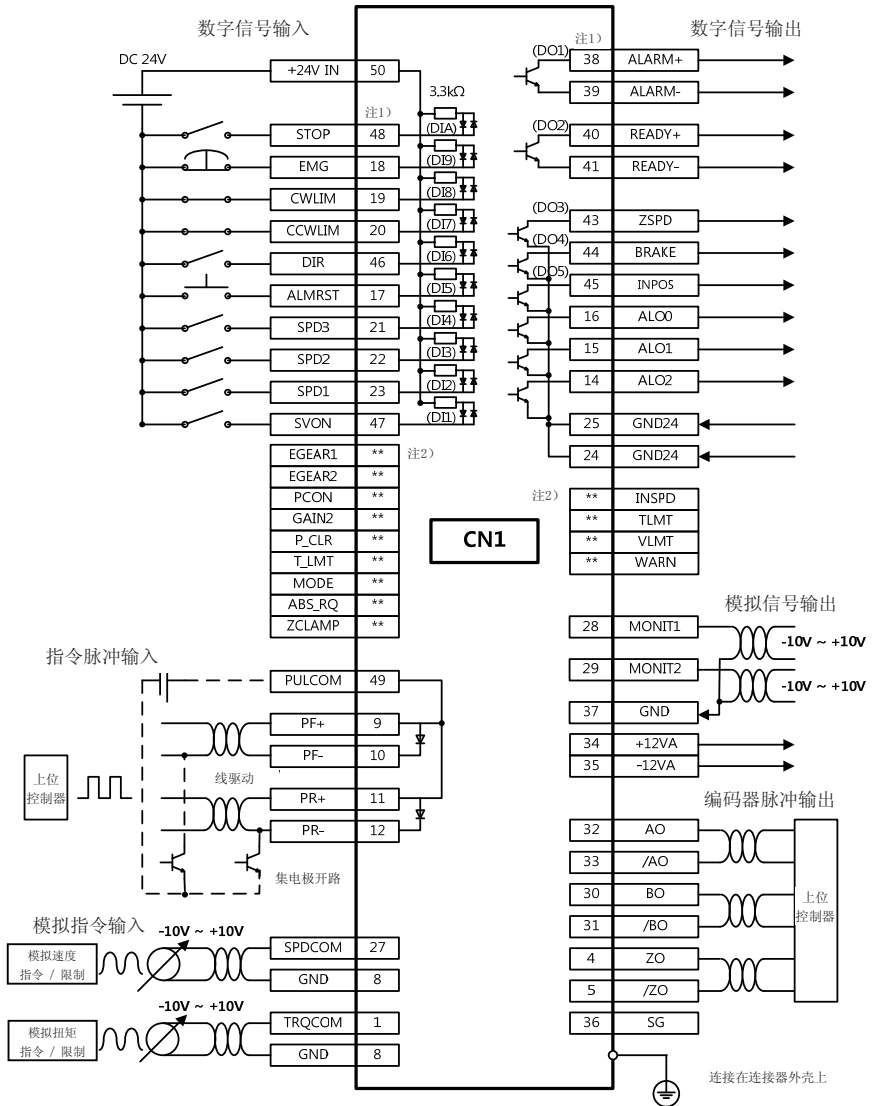 数字信号输入
DC 24V
+24V IN 50
3.3kΩ
注1)
STOP 48 (DIA)
EMG 18 (DI9)
CWLIM 19 (DI8)
CCWLIM 20 (DI7)
DIR 46 (DI6)
ALMRST 17 (DI5)
SPD3 21 (DI4)
SPD2 22 (DI3)
SPD1 23 (DI2)
SVON 47 (DI1)
EGEAR1 ** 注2)
EGEAR2 **
PCON **
GAIN2 **
P_CLR **
T_LMT **
MODE **
ABS_RQ **
ZCLAMP **
指令脉冲输入
PULCOM 49
PF+ 9
PF- 10
上位
控制器
线驱动
PR+ 11
PR- 12
集电极开路
模拟指令输入
-10V ~ +10V
模拟速度
指令 / 限制
SPDCOM 27
GND 8
-10V ~ +10V
模拟扭矩
指令 / 限制
TRQCOM 1
GND 8
CN1
数字信号输出
注1)
(DO1) 38 ALARM+
39 ALARM-
(DO2) 40 READY+
41 READY-
(DO3) 43 ZSPD
(DO4) 44 BRAKE
(DO5) 45 INPOS
16 ALO0
15 ALO1
14 ALO2
25 GND24
24 GND24
注2) ** INSPD
** TLMT
** VLMT
** WARN
模拟信号输出
28 MONIT1 -10V ~ +10V
29 MONIT2 -10V ~ +10V
37 GND
34 +12VA
35 -12VA
编码器脉冲输出
32 AO
33 /AO
30 BO
31 /BO
4 ZO
5 /ZO
36 SG
上位
控制器
连接在连接器外壳上